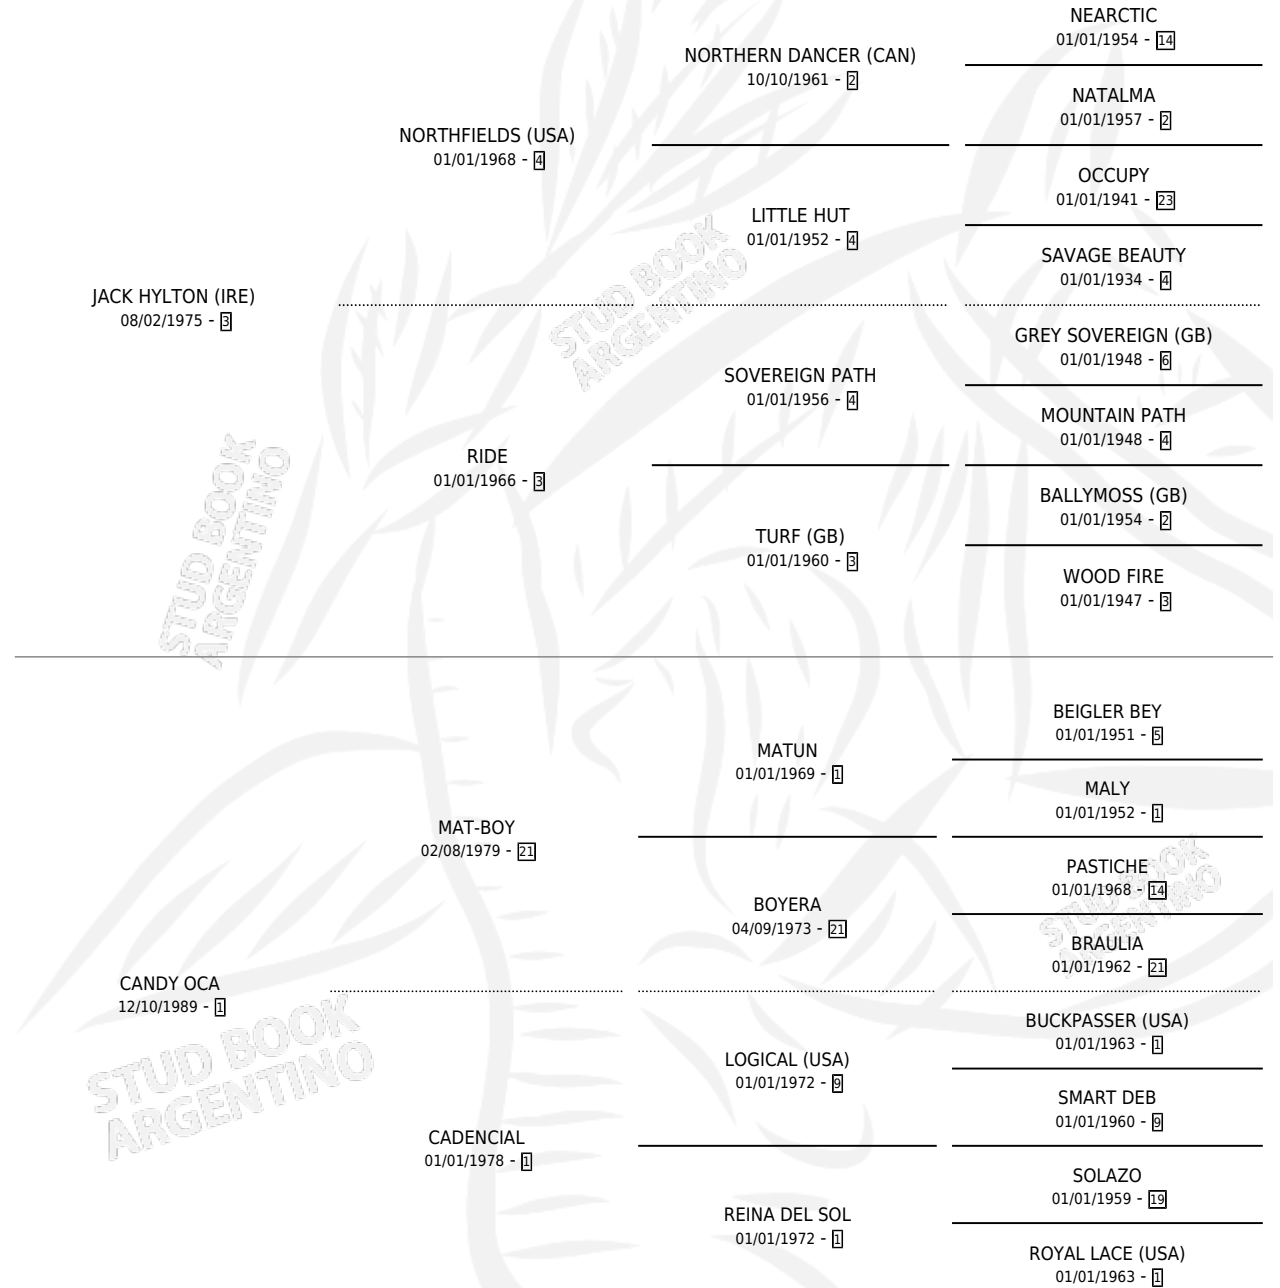 NEARCTIC
01/01/1954 - 14
NORTHERN DANCER (CAN)
10/10/1961 - 2
NATALMA
01/01/1957 - 2
NORTHFIELDS (USA)
01/01/1968 - 4
OCCUPY
01/01/1941 - 23
LITTLE HUT
01/01/1952 - 4
SAVAGE BEAUTY
01/01/1934 - 4
JACK HYLTON (IRE)
08/02/1975 - 3
STUD BOOK
ARGENTINO
GREY SOVEREIGN (GB)
01/01/1948 - 6
SOVEREIGN PATH
01/01/1956 - 4
MOUNTAIN PATH
01/01/1948 - 4
RIDE
01/01/1966 - 3
STUD BOOK
ARGENTINO
BALLYMOSS (GB)
01/01/1954 - 2
TURF (GB)
01/01/1960 - 3
WOOD FIRE
01/01/1947 - 3
BEIGLER BEY
01/01/1951 - 5
MATUN
01/01/1969 - 1
MALY
01/01/1952 - 1
MAT-BOY
02/08/1979 - 21
PASTICHE
01/01/1968 - 14
STUD BOOK
ARGENTINO
BOYERA
04/09/1973 - 21
BRAULIA
01/01/1962 - 21
CANDY OCA
12/10/1989 - 1
STUD BOOK
ARGENTINO
BUCKPASSER (USA)
01/01/1963 - 1
LOGICAL (USA)
01/01/1972 - 9
SMART DEB
01/01/1960 - 9
CADENCIAL
01/01/1978 - 1
SOLAZO
01/01/1959 - 19
REINA DEL SOL
01/01/1972 - 1
ROYAL LACE (USA)
01/01/1963 - 1